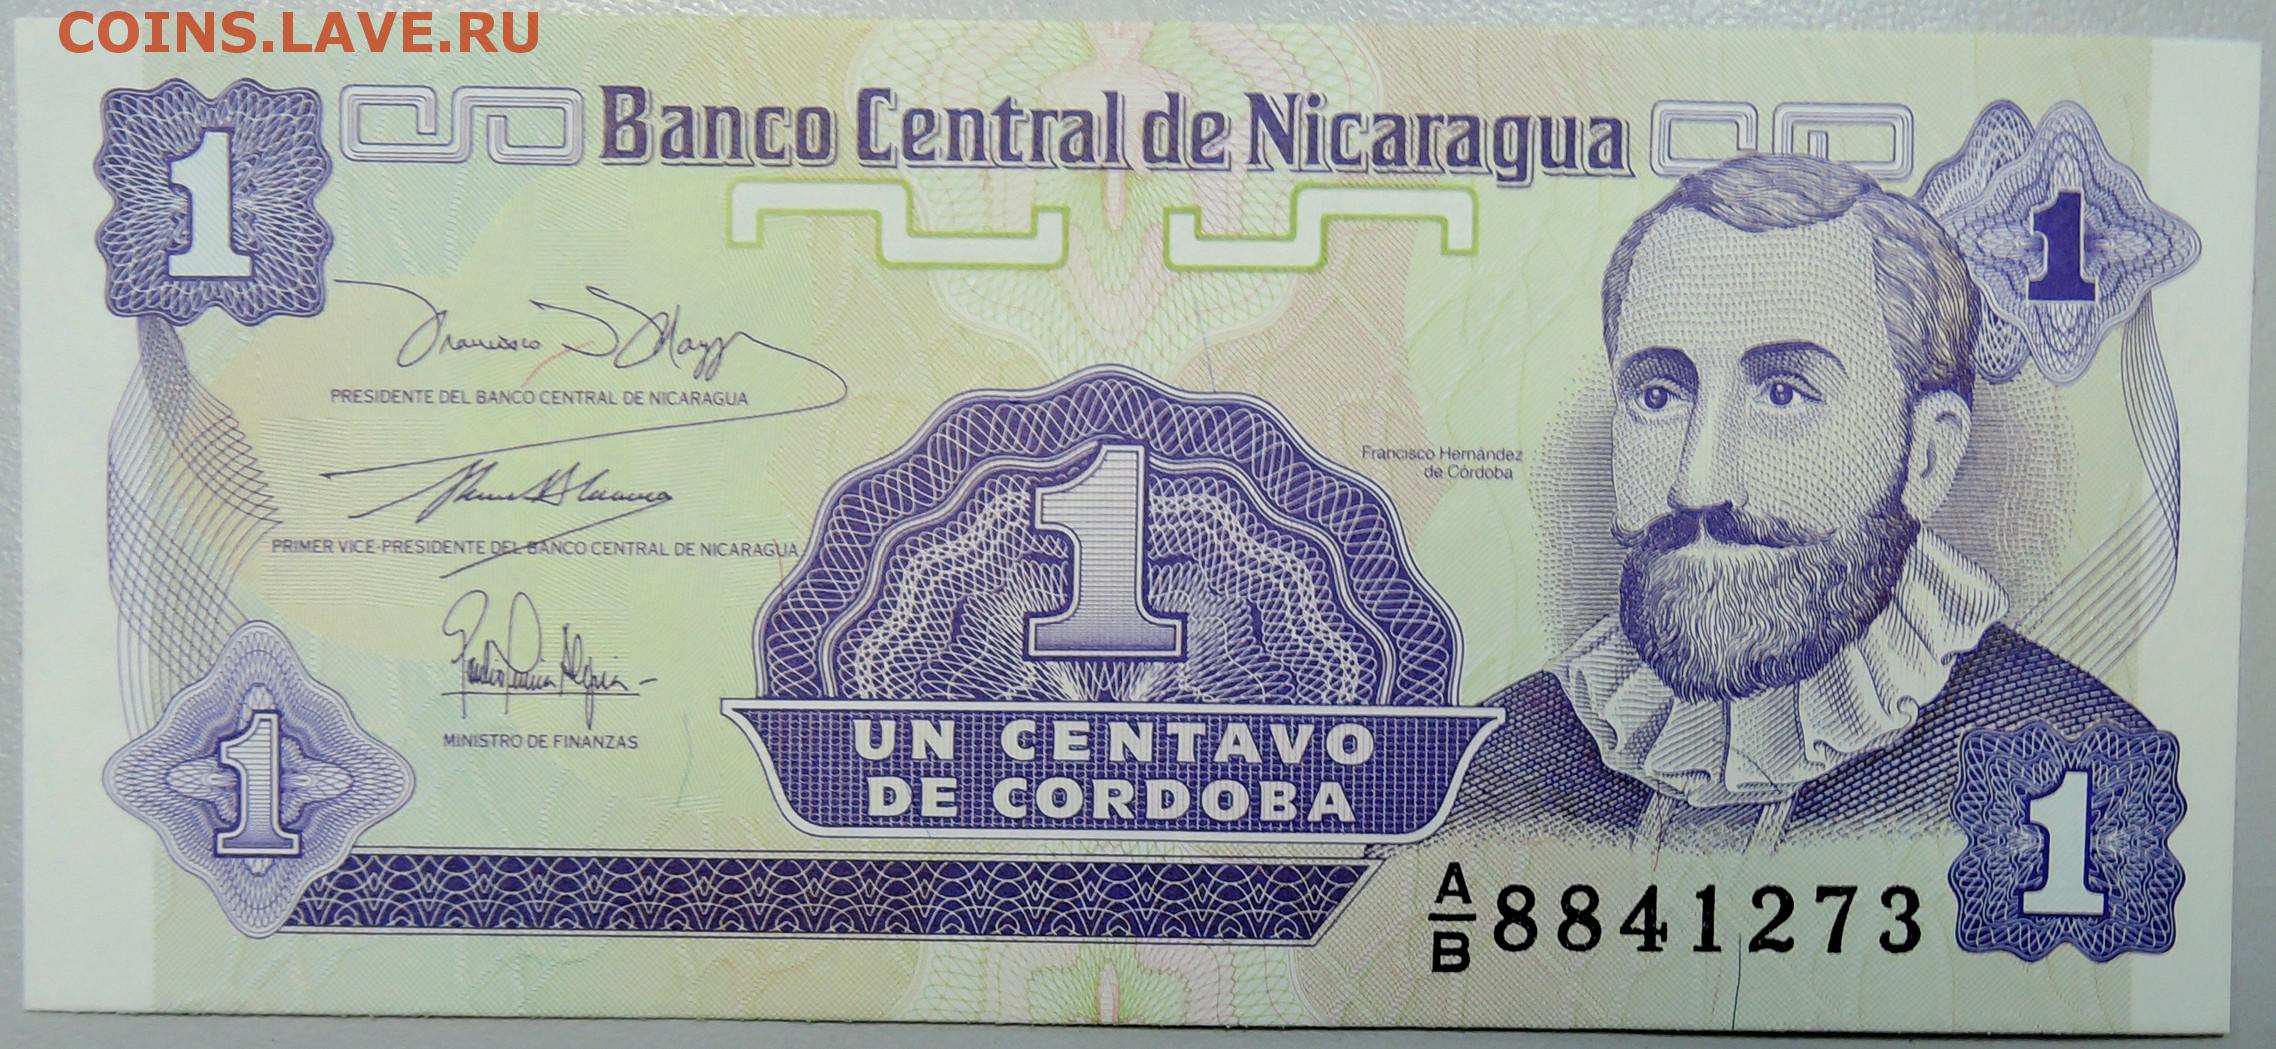 COINS.LAVE.RU
1
Banco Central de Nicaragua
1
PRESIDENTE DEL BANCO CENTRAL DE NICARAGUA
Francisco Hernández
de Córdoba
1
PRIMER VICE-PRESIDENTE DEL BANCO CENTRAL DE NICARAGUA
MINISTRO DE FINANZAS
1
UN CENTAVO
DE CORDOBA
1
A/B 8841273